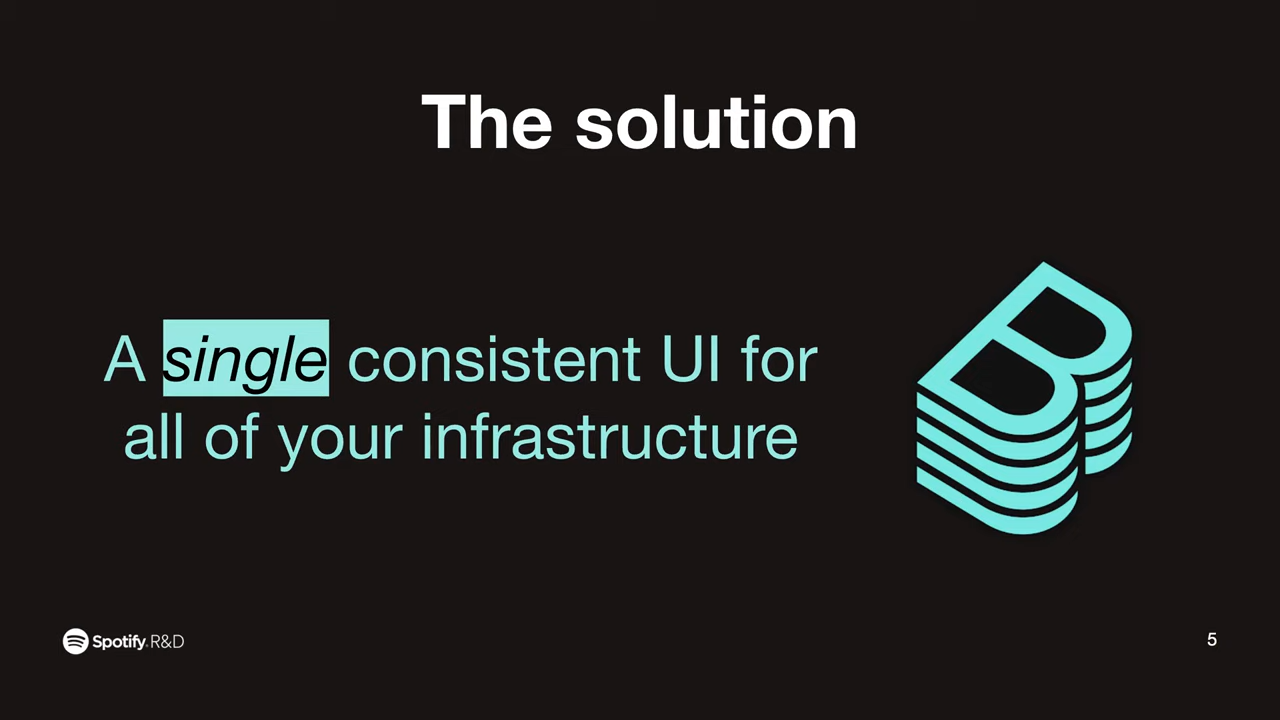 The solution
A single consistent UI for
all of your infrastructure
Spotify R&D
5